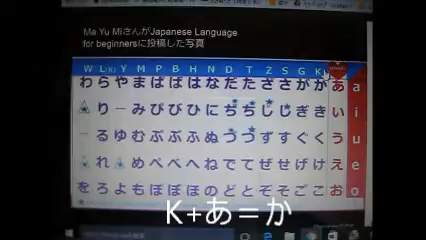 Ma Yu MiさんがJapanese Language
for beginnersに投稿した写真
W L(R) Y M P B H N D T Z S G K
わ ら や ま ぱ ば は な だ た ざ さ が か あ a
り ー み ぴ び ひ に ぢ ち じ し ぎ き い i
ー る ゆ む ぷ ぶ ふ ぬ づ つ ず す ぐ く う u
れ め ぺ べ へ ね で て ぜ せ げ け え e
を ろ よ も ぽ ぼ ほ の ど と ぞ そ ご こ お o
K+あ=か